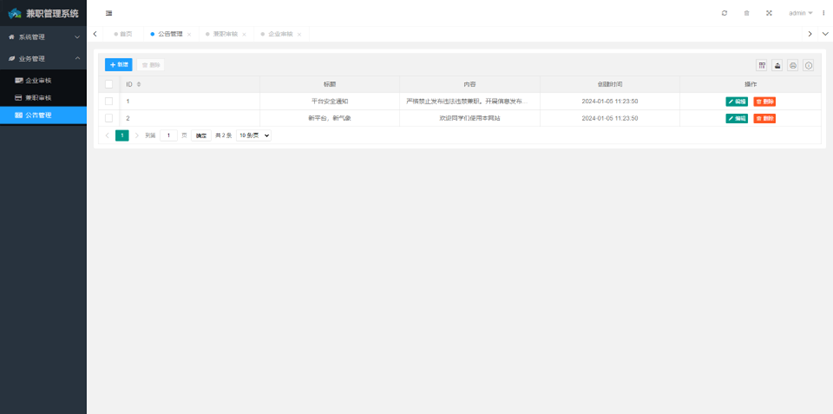 兼职管理系统
admin
系统管理
首页
公告管理
兼职审核
企业审核
业务管理
企业审核
兼职审核
公告管理
新增
删除
ID 标题 内容 创建时间 操作
1 平台安全通知 严格禁止发布违法违禁兼职，开展信息发布... 2024-01-05 11:23:50 编辑 删除
2 新平台，新气象 欢迎同学们使用本网站 2024-01-05 11:23:50 编辑 删除
1 到第 1 页 确定 共 2 条 10 条/页